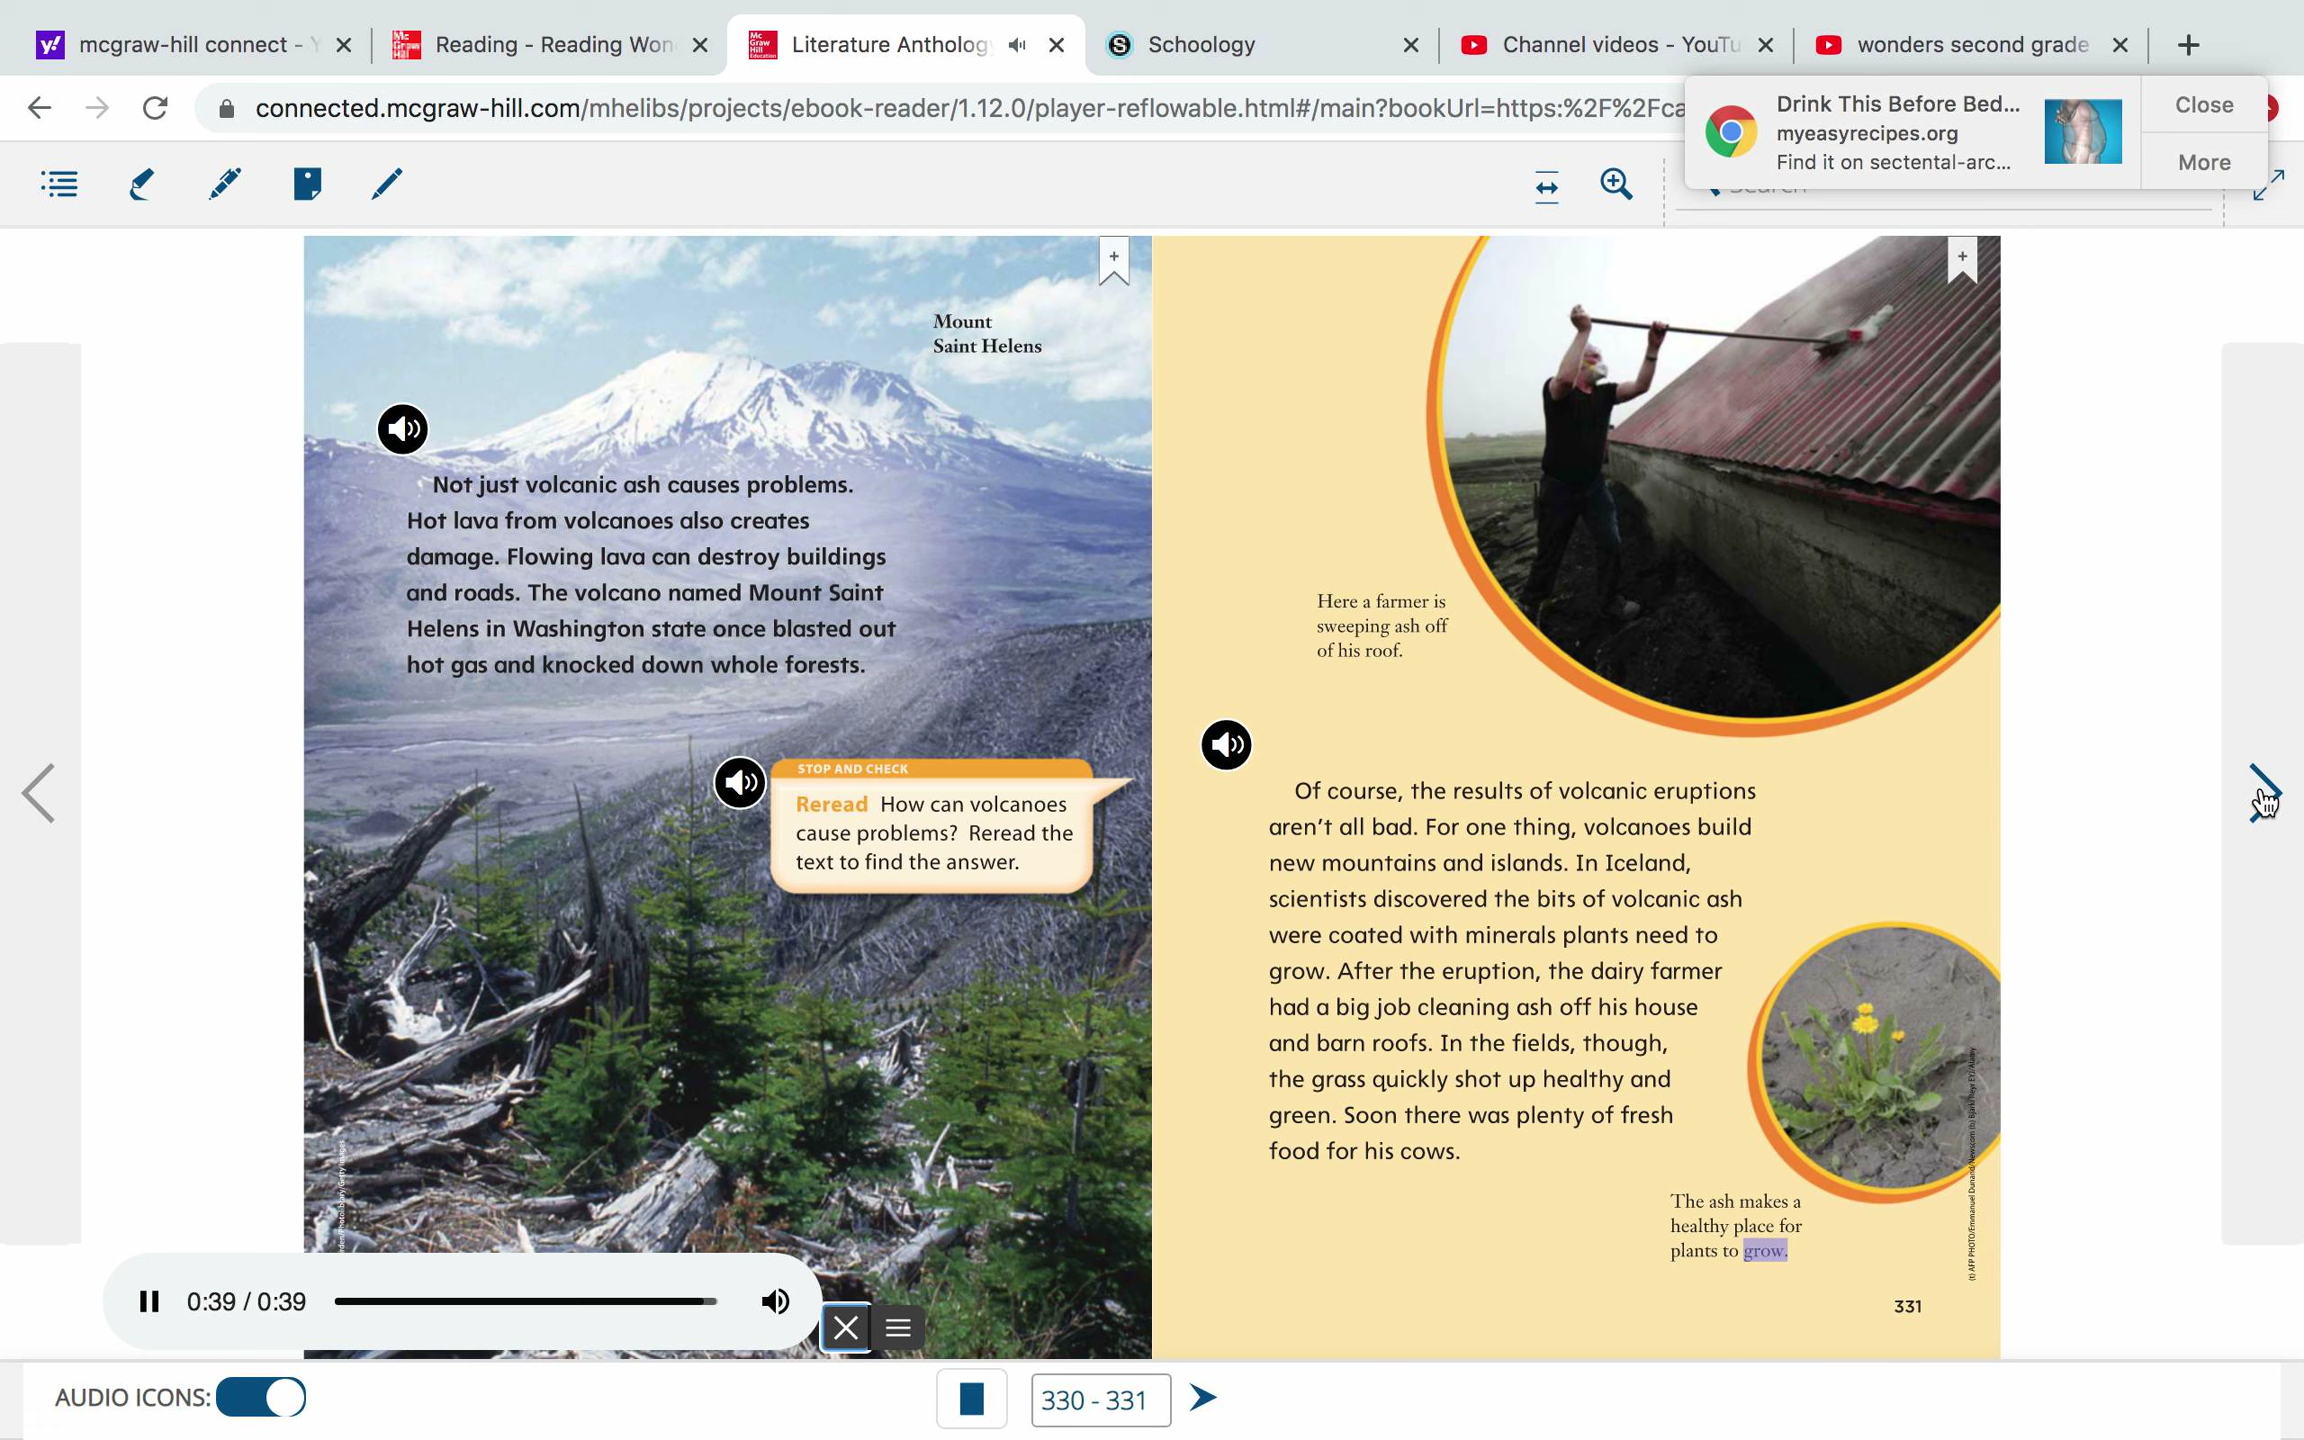 mcgraw-hill connect -
Reading - Reading Won
Literature Antholog
Schoology
Channel videos - YouTu
wonders second grade
connected.mcgraw-hill.com/mhelibs/projects/ebook-reader/1.12.0/player-reflowable.html#/main?bookUrl=https:%2F%2Fca
Drink This Before Bed...
myeasyrecipes.org
Find it on sectental-arc...
Close
More
Search
Mount
Saint Helens
Not just volcanic ash causes problems.
Hot lava from volcanoes also creates
damage. Flowing lava can destroy buildings
and roads. The volcano named Mount Saint
Helens in Washington state once blasted out
hot gas and knocked down whole forests.
STOP AND CHECK
Reread How can volcanoes
cause problems? Reread the
text to find the answer.
Here a farmer is
sweeping ash off
of his roof.
Of course, the results of volcanic eruptions
aren't all bad. For one thing, volcanoes build
new mountains and islands. In Iceland,
scientists discovered the bits of volcanic ash
were coated with minerals plants need to
grow. After the eruption, the dairy farmer
had a big job cleaning ash off his house
and barn roofs. In the fields, though,
the grass quickly shot up healthy and
green. Soon there was plenty of fresh
food for his cows.
The ash makes a
healthy place for
plants to grow.
331
0:39 / 0:39
AUDIO ICONS:
330 - 331